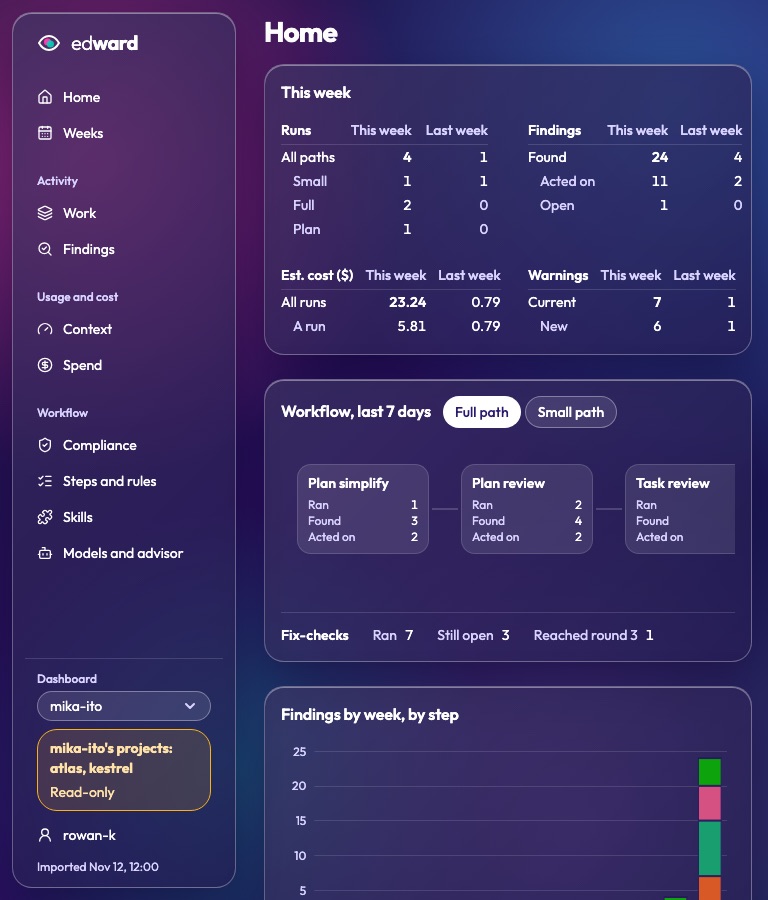 edward
Home
Weeks
Activity
Work
Findings
Usage and cost
Context
Spend
Workflow
Compliance
Steps and rules
Skills
Models and advisor
Dashboard
mika-ito
mika-ito's projects:
atlas, kestrel
Read-only
rowan-k
Imported Nov 12, 12:00
Home
This week
Runs This week Last week
All paths 4 1
Small 1 1
Full 2 0
Plan 1 0
Findings This week Last week
Found 24 4
Acted on 11 2
Open 1 0
Est. cost ($) This week Last week
All runs 23.24 0.79
A run 5.81 0.79
Warnings This week Last week
Current 7 1
New 6 1
Workflow, last 7 days Full path Small path
Plan simplify
Ran 1
Found 3
Acted on 2
Plan review
Ran 2
Found 4
Acted on 2
Task review
Ran
Found
Acted on
Fix-checks Ran 7 Still open 3 Reached round 3 1
Findings by week, by step
25
20
15
10
5